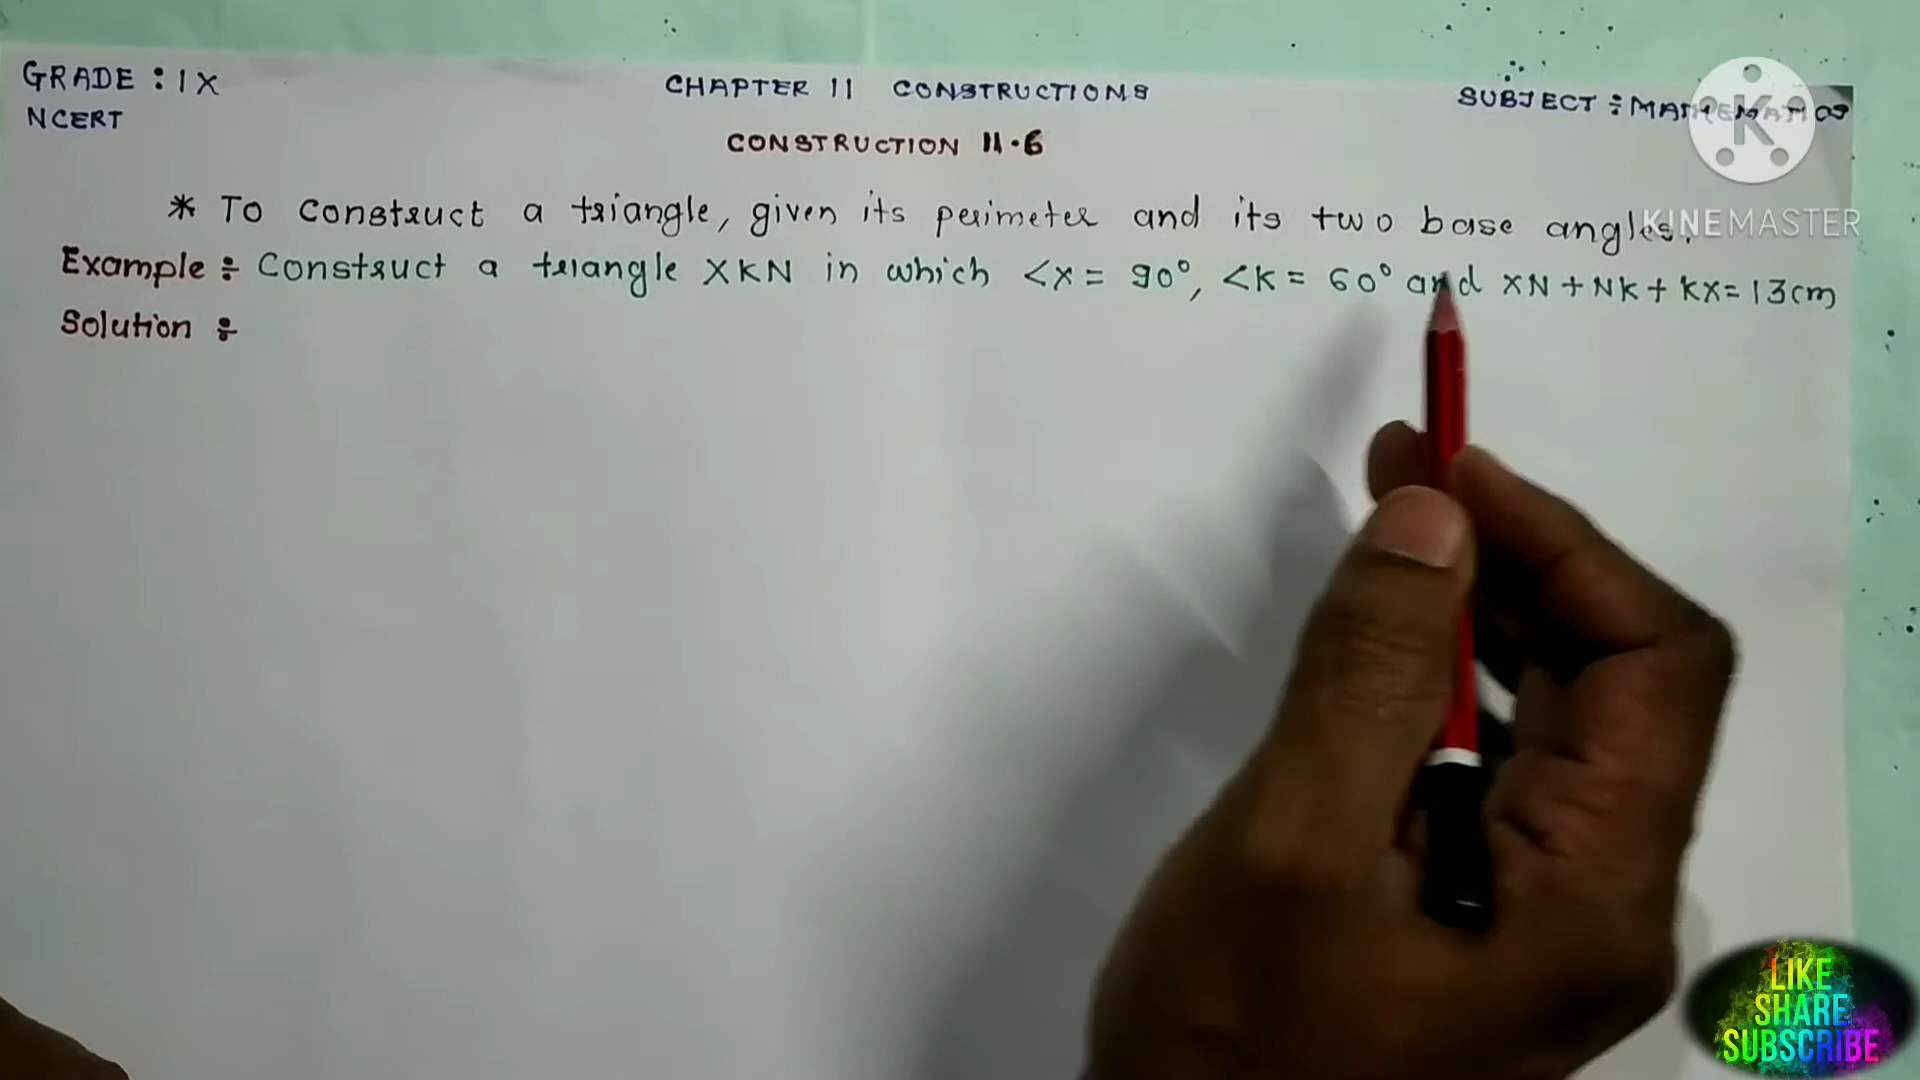 GRADE : IX
NCERT
CHAPTER 11 CONSTRUCTIONS
SUBJECT : MATHEMATICS
CONSTRUCTION 11.6
* To construct a triangle, given its perimeter and its two base angles.
Example : Construct a triangle XKN in which <X = 90°, <K = 60° and XN + NK + KX = 13cm
Solution :
K
KINEMASTER
LIKE
SHARE
SUBSCRIBE